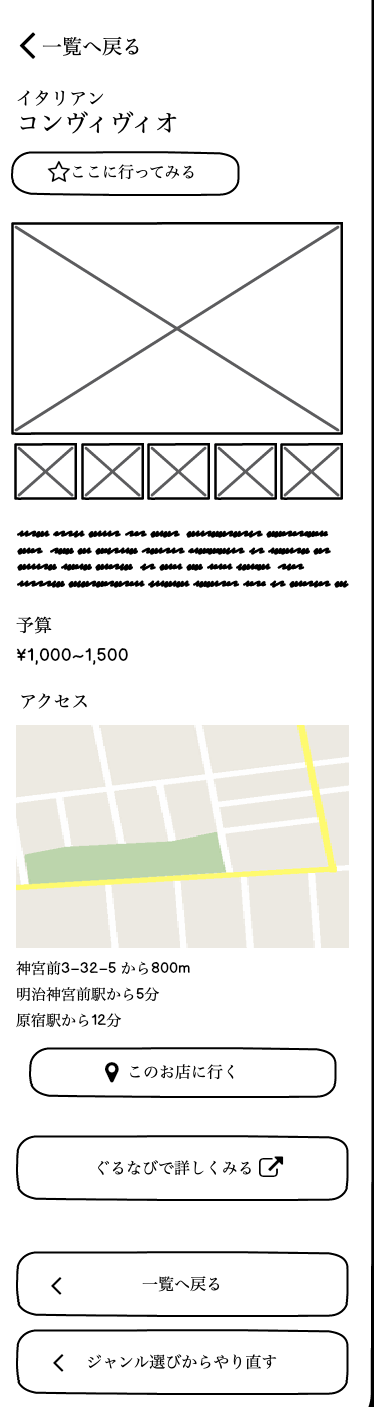 一覧へ戻る
イタリアン
コンヴィヴィオ
ここに行ってみる
予算
¥1,000~1,500
アクセス
神宮前3-32-5 から800m
明治神宮前駅から5分
原宿駅から12分
このお店に行く
ぐるなびで詳しくみる
一覧へ戻る
ジャンル選びからやり直す